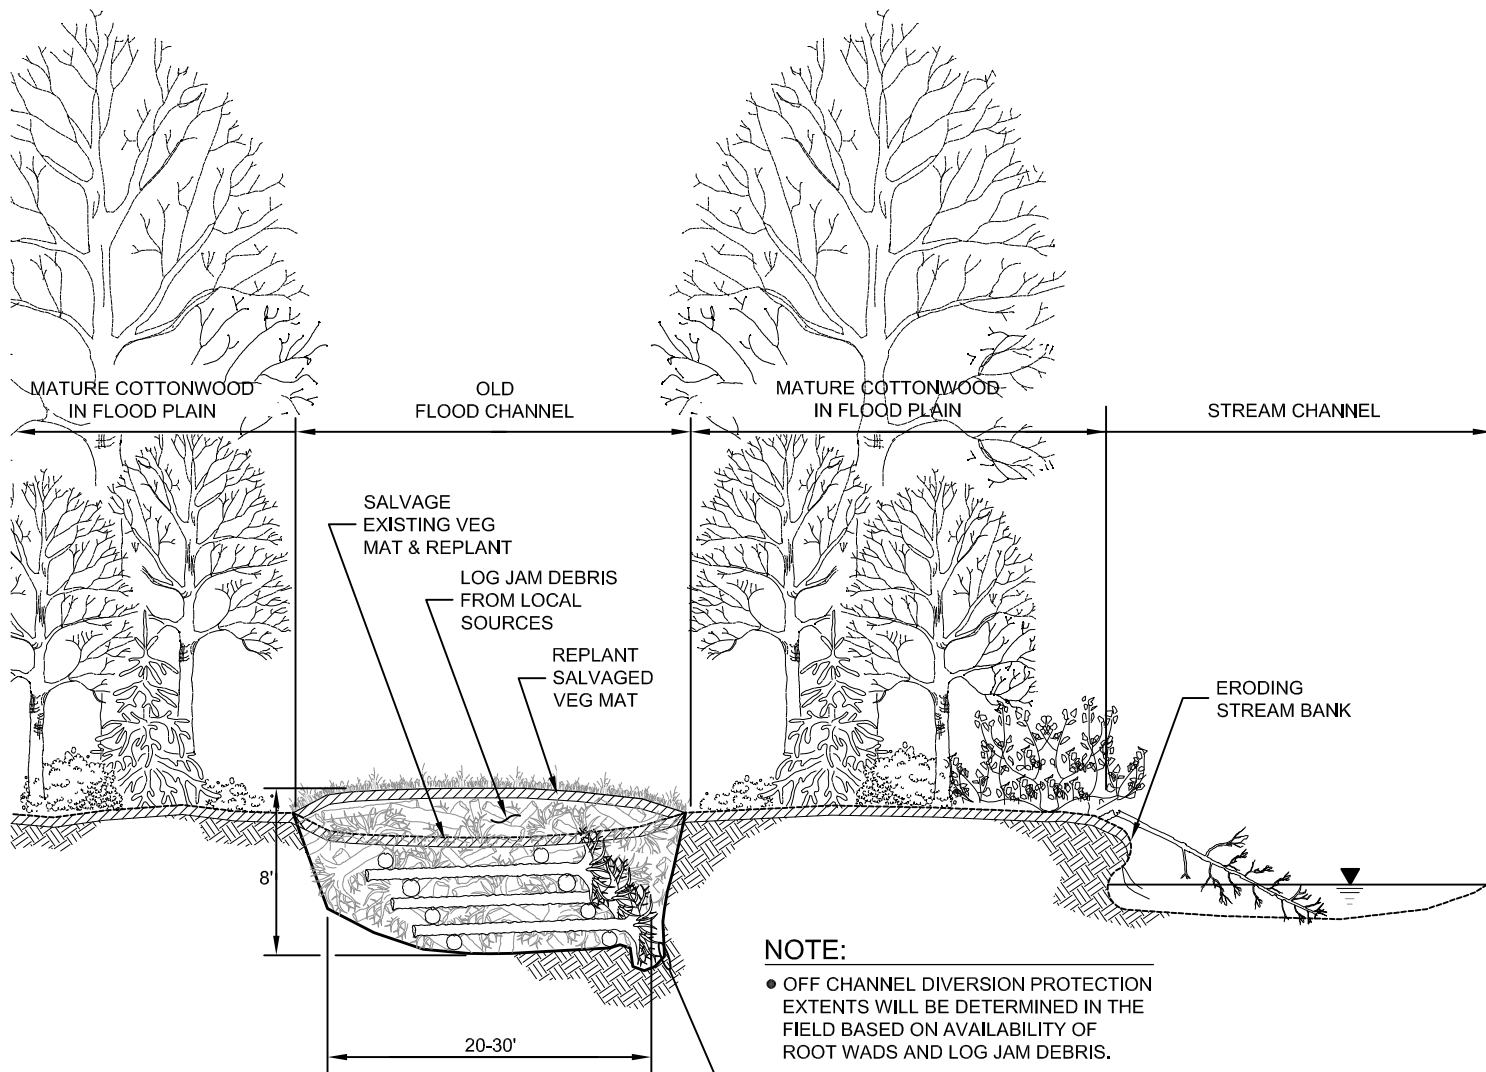 MATURE COTTONWOOD
IN FLOOD PLAIN
OLD
FLOOD CHANNEL
MATURE COTTONWOOD
IN FLOOD PLAIN
STREAM CHANNEL
SALVAGE
EXISTING VEG
MAT & REPLANT
LOG JAM DEBRIS
FROM LOCAL
SOURCES
REPLANT
SALVAGED
VEG MAT
ERODING
STREAM BANK
8'
20-30'
NOTE:
● OFF CHANNEL DIVERSION PROTECTION
EXTENTS WILL BE DETERMINED IN THE
FIELD BASED ON AVAILABILITY OF
ROOT WADS AND LOG JAM DEBRIS.